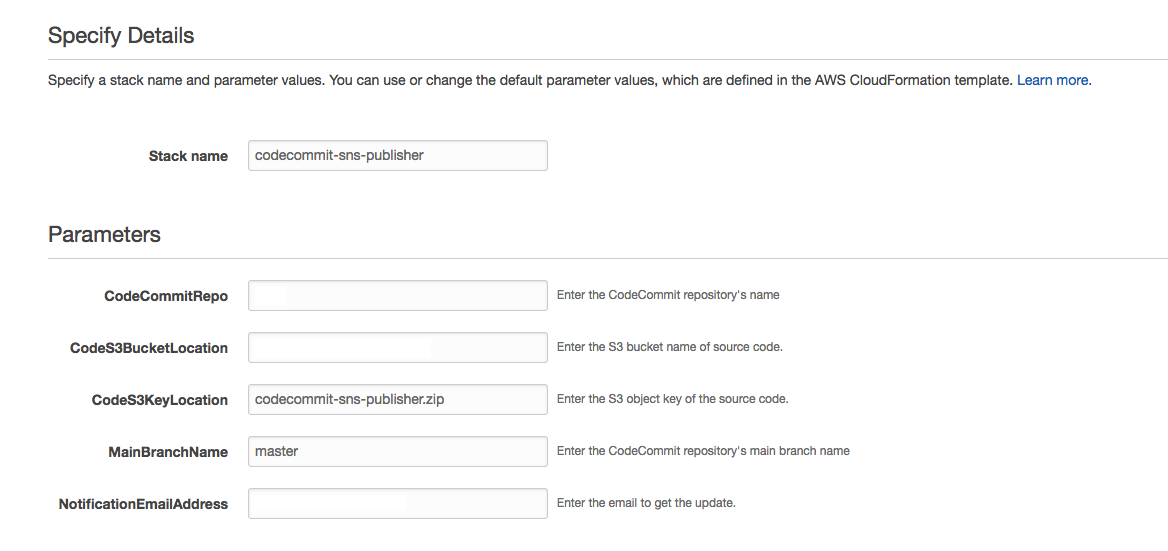 Specify Details
Specify a stack name and parameter values. You can use or change the default parameter values, which are defined in the AWS CloudFormation template. Learn more.
Stack name codecommit-sns-publisher
Parameters
CodeCommitRepo Enter the CodeCommit repository's name
CodeS3BucketLocation Enter the S3 bucket name of source code.
CodeS3KeyLocation codecommit-sns-publisher.zip Enter the S3 object key of the source code.
MainBranchName master Enter the CodeCommit repository's main branch name
NotificationEmailAddress Enter the email to get the update.